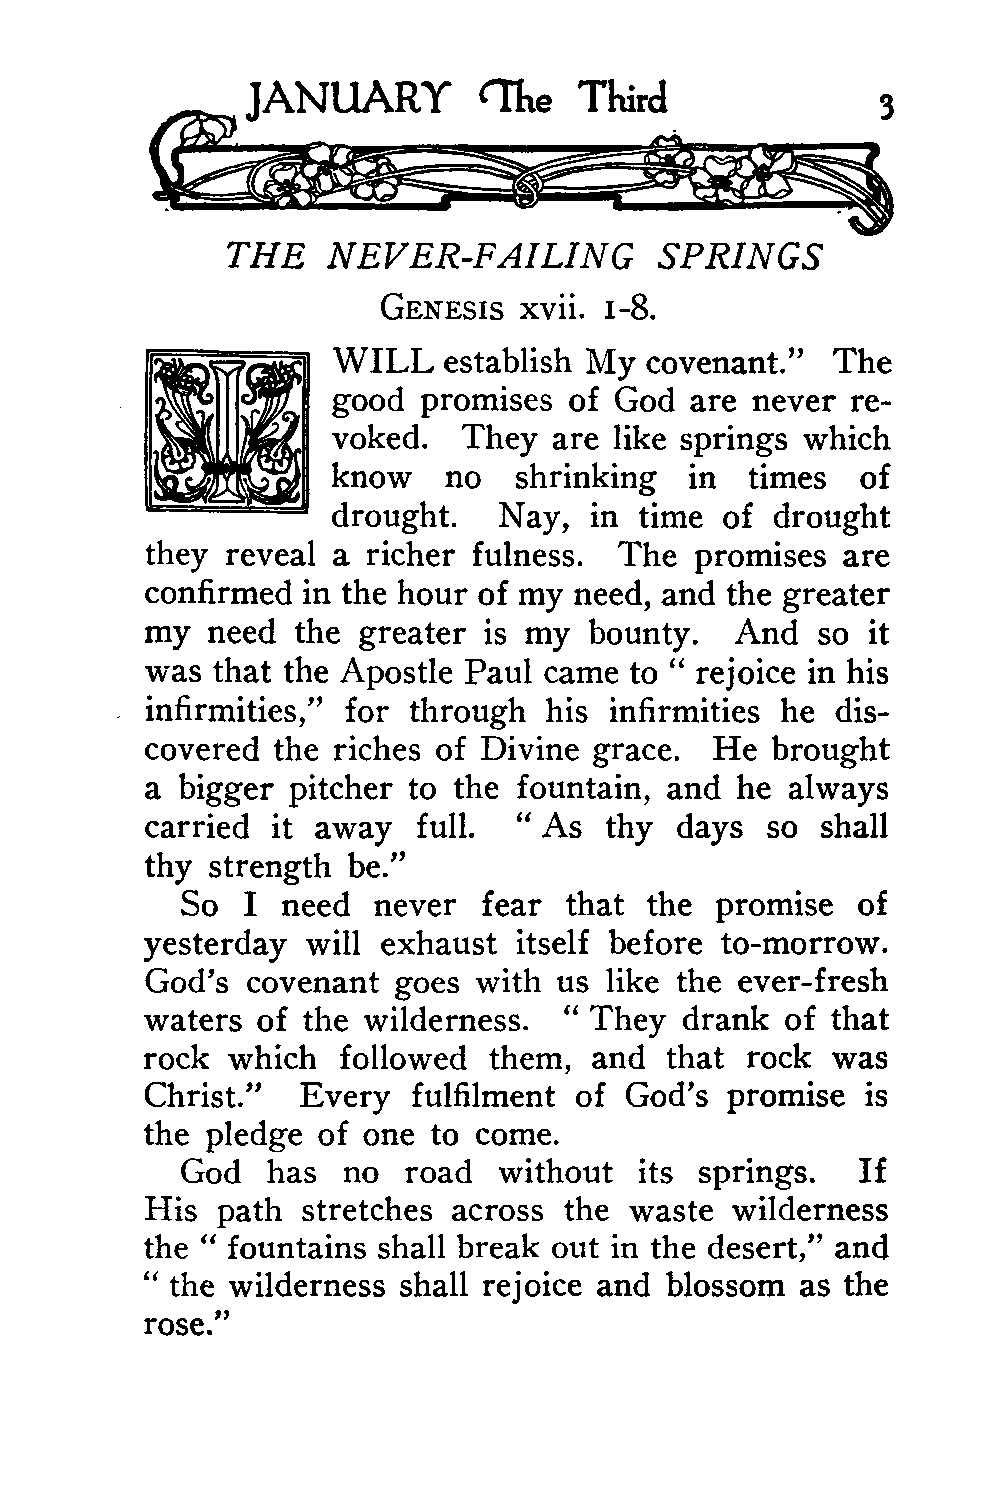 JANUARY The Third 3
THE NEVER-FAILING SPRINGS
GENESIS xvii. 1-8.
I WILL establish My covenant.” The
good promises of God are never re-
voked. They are like springs which
know no shrinking in times of
drought. Nay, in time of drought
they reveal a richer fulness. The promises are
confirmed in the hour of my need, and the greater
my need the greater is my bounty. And so it
was that the Apostle Paul came to “ rejoice in his
infirmities,” for through his infirmities he dis-
covered the riches of Divine grace. He brought
a bigger pitcher to the fountain, and he always
carried it away full. “ As thy days so shall
thy strength be.”
So I need never fear that the promise of
yesterday will exhaust itself before to-morrow.
God’s covenant goes with us like the ever-fresh
waters of the wilderness. “ They drank of that
rock which followed them, and that rock was
Christ.” Every fulfilment of God’s promise is
the pledge of one to come.
God has no road without its springs. If
His path stretches across the waste wilderness
the “ fountains shall break out in the desert,” and
“ the wilderness shall rejoice and blossom as the
rose.”